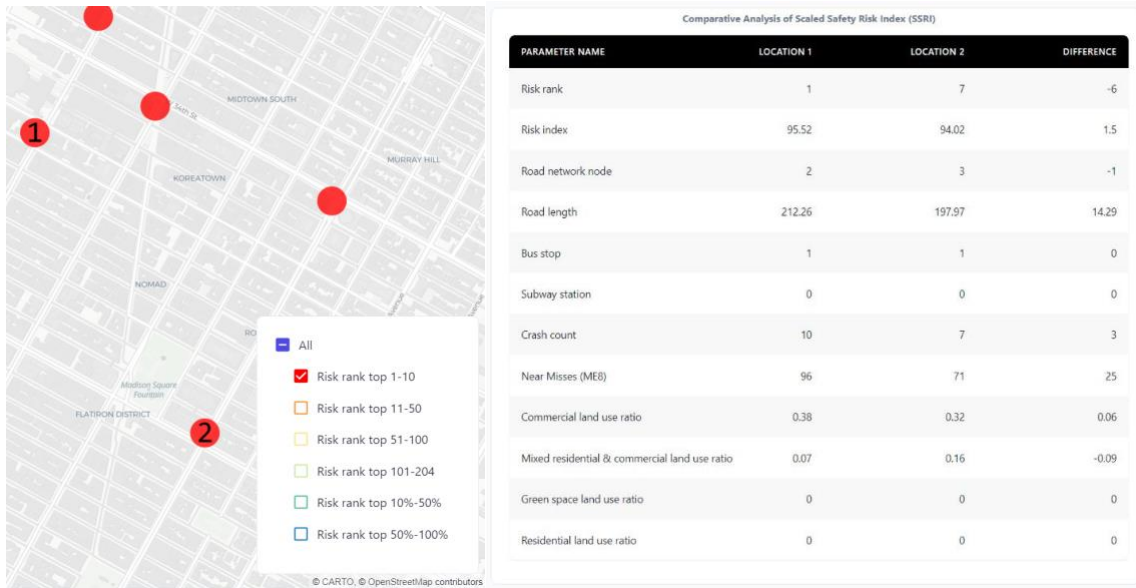 MIDTOWN SOUTH
W 34th St
1
MURRAY HILL
KOREATOWN
NOMAD
Madison Square
Fountain
FLATIRON DISTRICT
2
All
Risk rank top 1-10
Risk rank top 11-50
Risk rank top 51-100
Risk rank top 101-204
Risk rank top 10%-50%
Risk rank top 50%-100%
© CARTO, © OpenStreetMap contributors
Comparative Analysis of Scaled Safety Risk Index (SSRI)
PARAMETER NAME LOCATION 1 LOCATION 2 DIFFERENCE
Risk rank 1 7 -6
Risk index 95.52 94.02 1.5
Road network node 2 3 -1
Road length 212.26 197.97 14.29
Bus stop 1 1 0
Subway station 0 0 0
Crash count 10 7 3
Near Misses (ME8) 96 71 25
Commercial land use ratio 0.38 0.32 0.06
Mixed residential & commercial land use ratio 0.07 0.16 -0.09
Green space land use ratio 0 0 0
Residential land use ratio 0 0 0